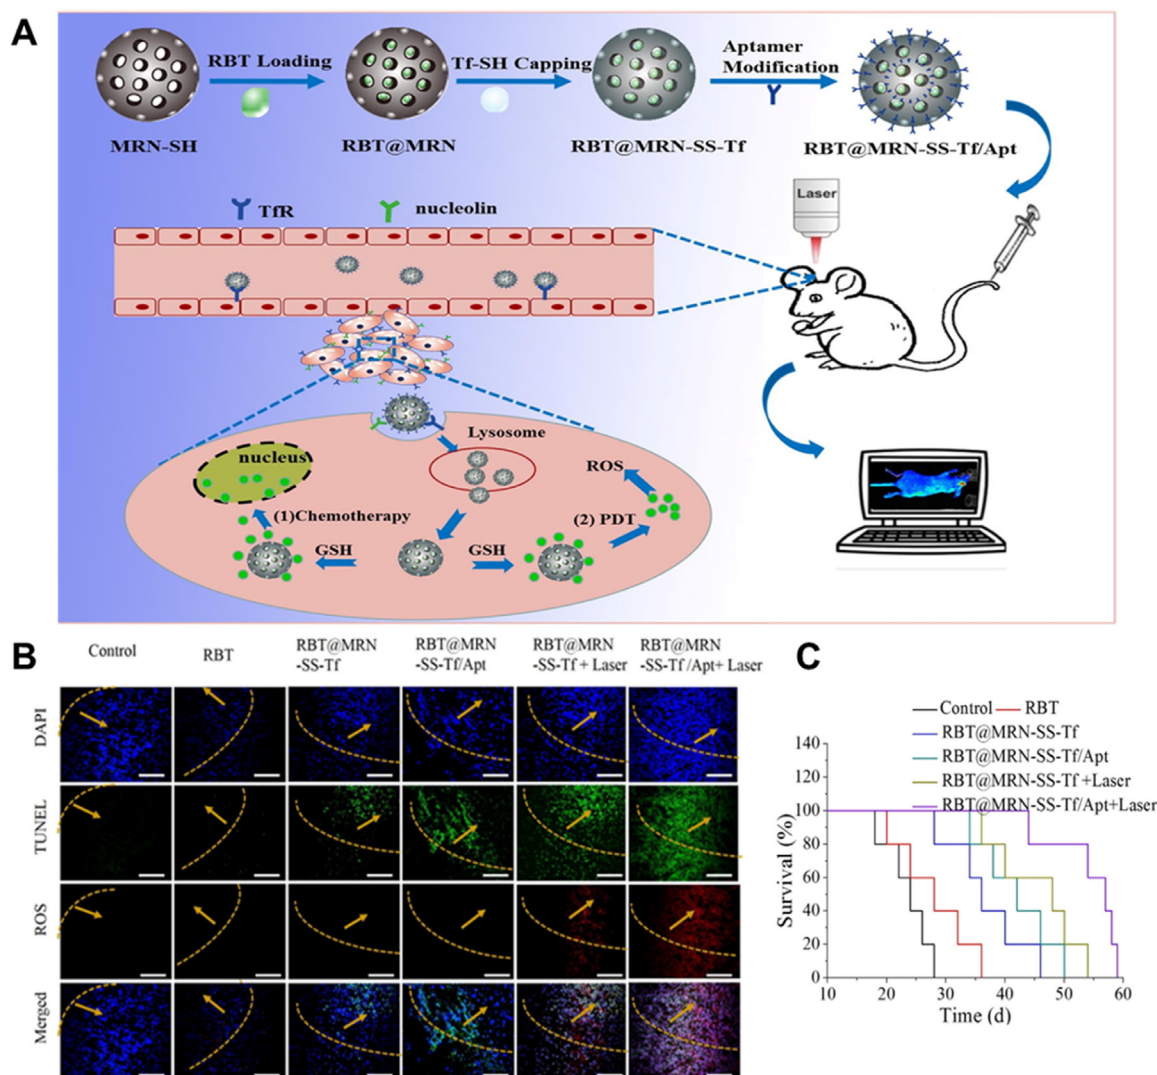 A
RBT Loading
Tf-SH Capping
Aptamer
Modification
MRN-SH
RBT@MRN
RBT@MRN-SS-Tf
RBT@MRN-SS-Tf/Apt
TfR
nucleolin
Laser
Lysosome
nucleus
ROS
(1)Chemotherapy
(2) PDT
GSH
GSH
B
Control
RBT
RBT@MRN
-SS-Tf
RBT@MRN
-SS-Tf/Apt
RBT@MRN
-SS-Tf + Laser
RBT@MRN
-SS-Tf /Apt+ Laser
DAPI
TUNEL
ROS
Merged
C
Control
RBT
RBT@MRN-SS-Tf
RBT@MRN-SS-Tf/Apt
RBT@MRN-SS-Tf +Laser
RBT@MRN-SS-Tf/Apt+Laser
Survival (%)
140
120
100
80
60
40
20
0
10
20
30
40
50
60
Time (d)